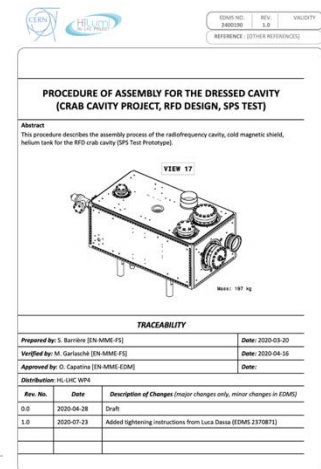 CERN
HiLumi
HL-LHC PROJECT
EDMS NO. REV. VALIDITY
2400190 1.0
REFERENCE : [OTHER REFERENCES]
PROCEDURE OF ASSEMBLY FOR THE DRESSED CAVITY
(CRAB CAVITY PROJECT, RFD DESIGN, SPS TEST)
Abstract
This procedure describes the assembly process of the radiofrequency cavity, cold magnetic shield,
helium tank for the RFD crab cavity (SPS Test Prototype).
VIEW 17
Mass: 187 kg
TRACEABILITY
Prepared by: S. Barrière [EN-MME-FS] Date: 2020-03-20
Verified by: M. Garlaschè [EN-MME-FS] Date: 2020-04-16
Approved by: O. Capatina [EN-MME-EDM] Date:
Distribution: HL-LHC WP4
Rev. No. Date Description of Changes (major changes only, minor changes in EDMS)
0.0 2020-04-28 Draft
1.0 2020-07-23 Added tightening instructions from Luca Dassa (EDMS 2370871)